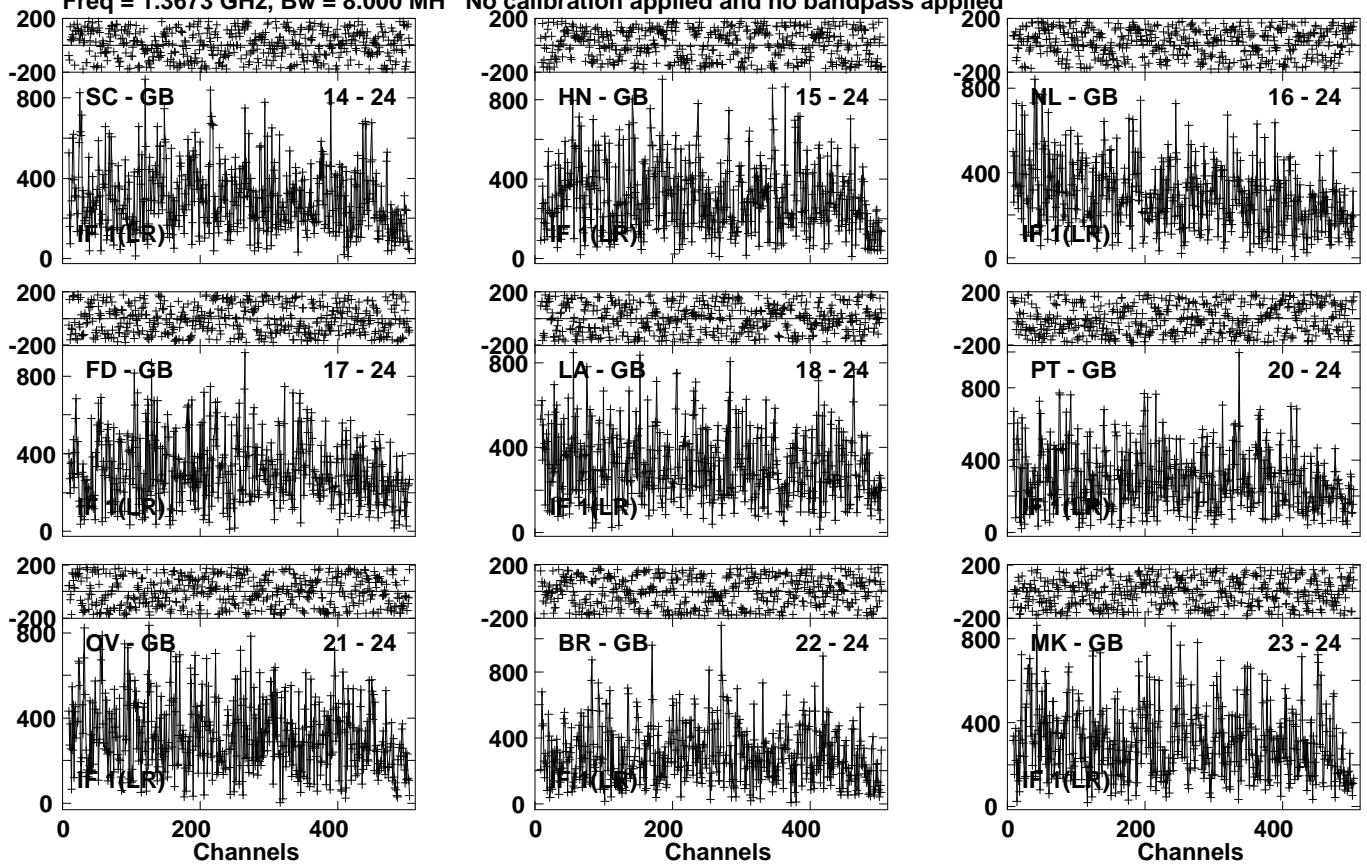 Freq = 1.3673 GHz, Bw = 8.000 MH No calibration applied and no bandpass applied
200
-200
800
400
0
SC - GB 14 - 24
IF 1(LR)
200
-200
800
400
0
HN - GB 15 - 24
IF 1(LR)
200
-200
800
400
0
NL - GB 16 - 24
IF 1(LR)
200
-200
800
400
0
FD - GB 17 - 24
IF 1(LR)
200
-200
800
400
0
LA - GB 18 - 24
IF 1(LR)
200
-200
800
400
0
PT - GB 20 - 24
IF 1(LR)
200
-200
800
400
0
OV - GB 21 - 24
IF 1(LR)
0 200 400
Channels
200
-200
800
400
0
BR - GB 22 - 24
IF 1(LR)
0 200 400
Channels
200
-200
800
400
0
MK - GB 23 - 24
IF 1(LR)
0 200 400
Channels